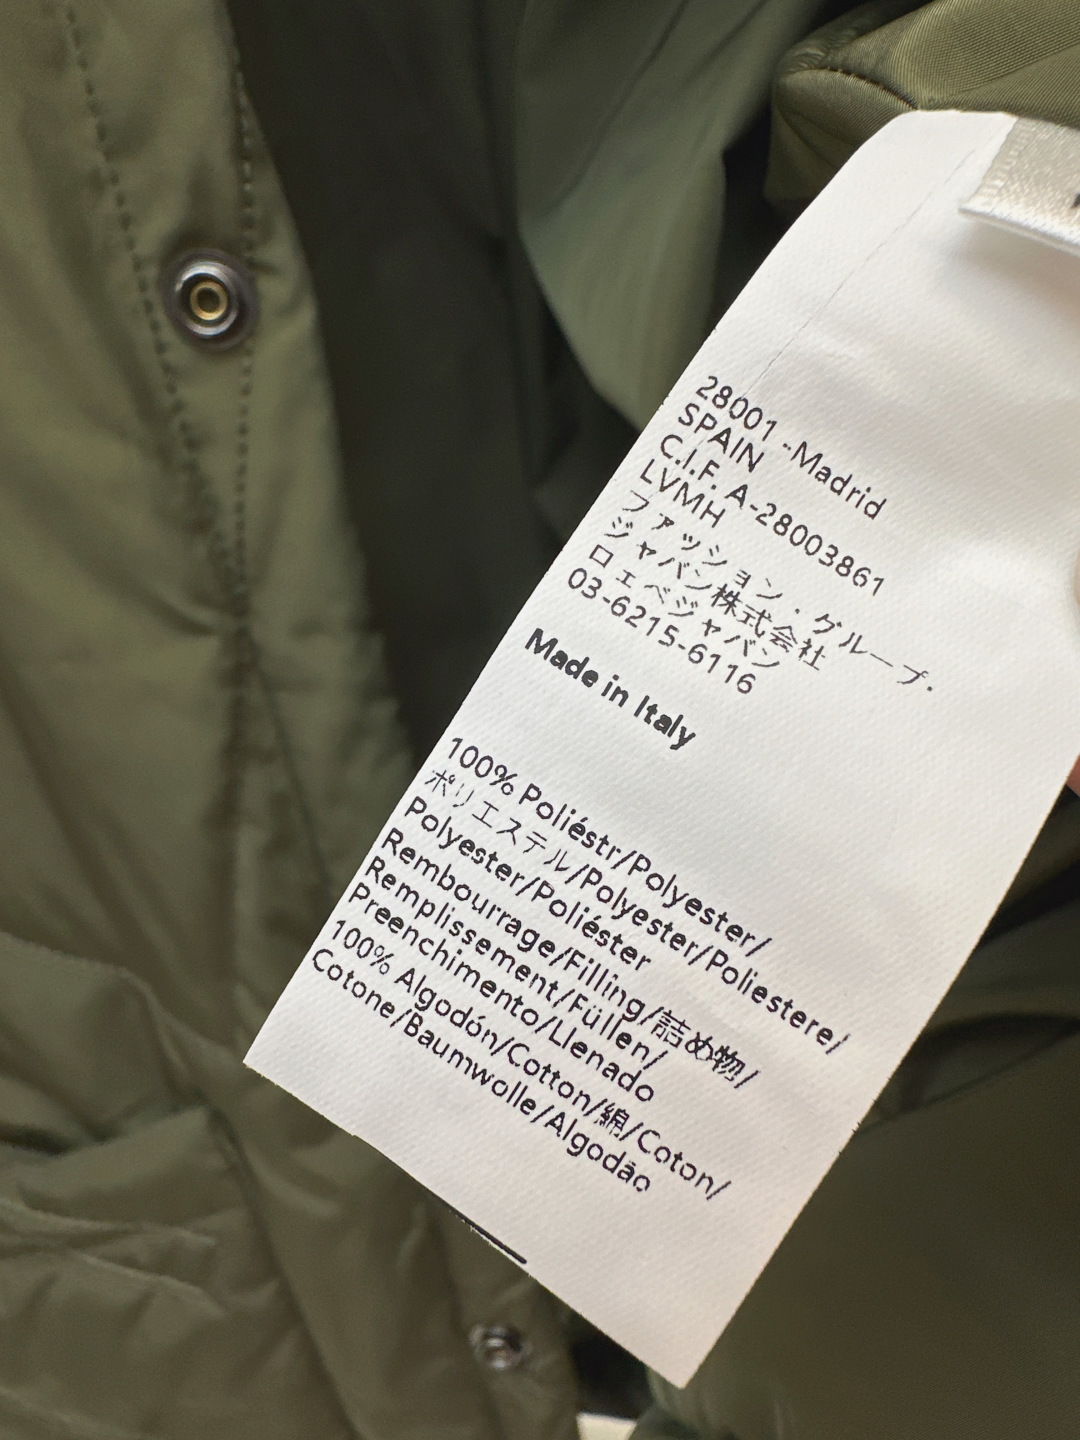 28001 -Madrid
SPAIN
C.I.F. A-28003861
LVMH
ファッション・グループ・
ジャパン株式会社
ロエベジャパン
03-6215-6116
Made in Italy
100% Poliéstr/Polyester/
ポリエステル/Polyester/Poliestere/
Polyester/Poliéster
Rembourrage/Filling/詰め物/
Remplissement/Füllen/
Preenchimento/Llenado
100% Algodón/Cotton/綿/Coton/
Cotone/Baumwolle/Algodão